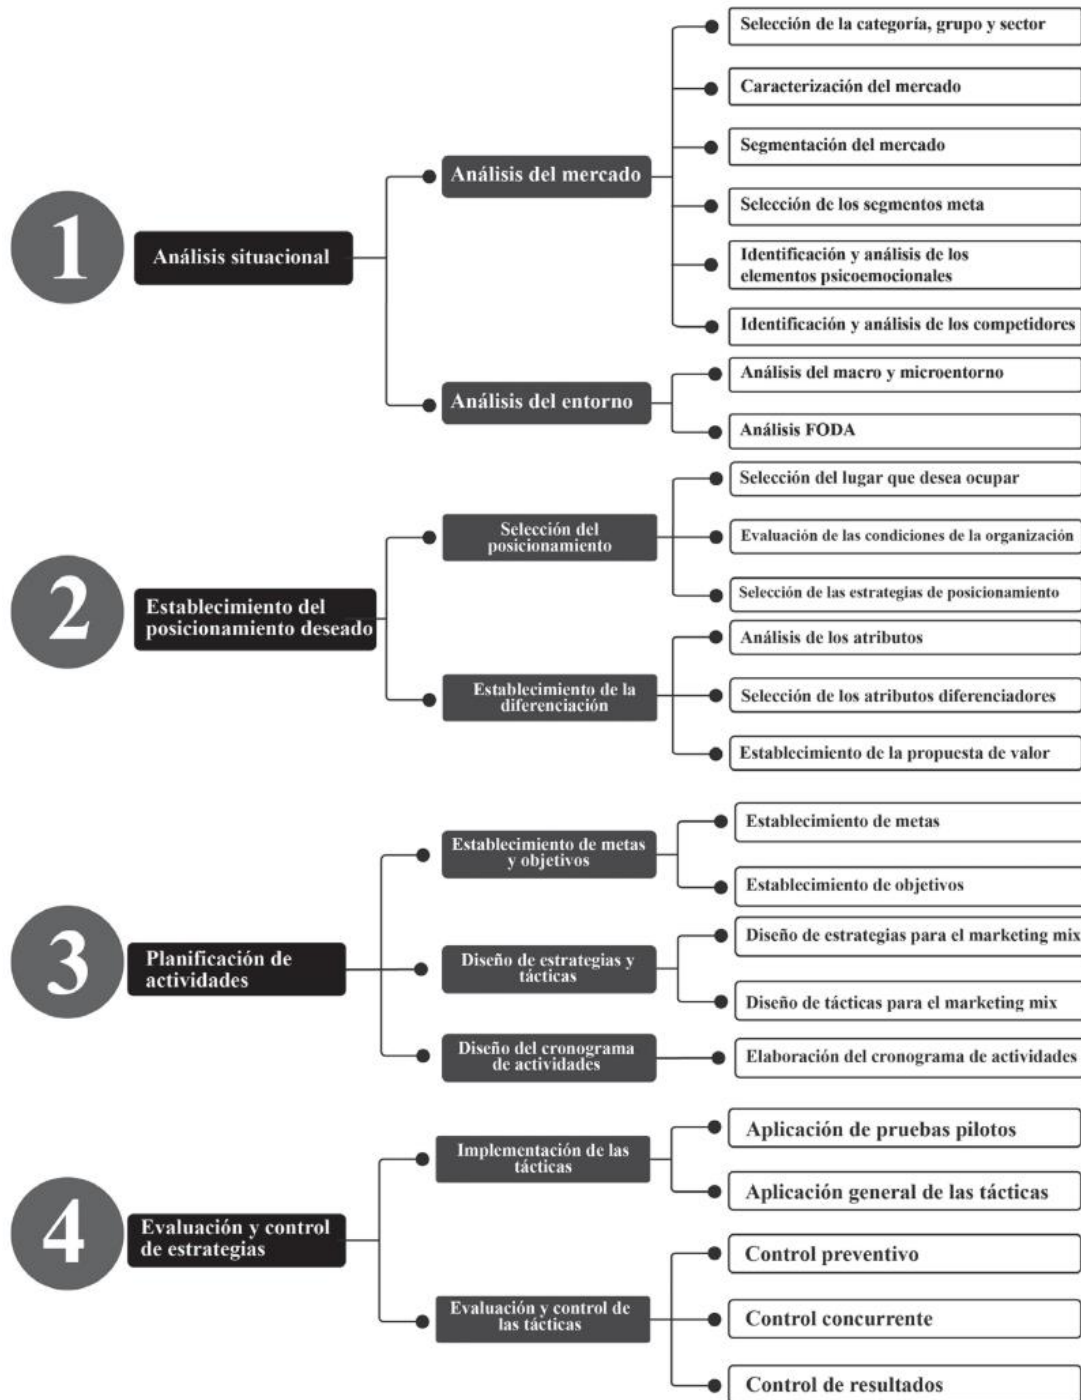 1
Análisis situacional
Análisis del mercado
Selección de la categoría, grupo y sector
Caracterización del mercado
Segmentación del mercado
Selección de los segmentos meta
Identificación y análisis de los
elementos psicoemocionales
Identificación y análisis de los competidores
Análisis del entorno
Análisis del macro y microentorno
Análisis FODA
2
Establecimiento del
posicionamiento deseado
Selección del
posicionamiento
Selección del lugar que desea ocupar
Evaluación de las condiciones de la organización
Selección de las estrategias de posicionamiento
Establecimiento de la
diferenciación
Análisis de los atributos
Selección de los atributos diferenciadores
Establecimiento de la propuesta de valor
3
Planificación de
actividades
Establecimiento de metas
y objetivos
Establecimiento de metas
Establecimiento de objetivos
Diseño de estrategias y
tácticas
Diseño de estrategias para el marketing mix
Diseño de tácticas para el marketing mix
Diseño del cronograma
de actividades
Elaboración del cronograma de actividades
4
Evaluación y control
de estrategias
Implementación de las
tácticas
Aplicación de pruebas pilotos
Aplicación general de las tácticas
Evaluación y control de
las tácticas
Control preventivo
Control concurrente
Control de resultados